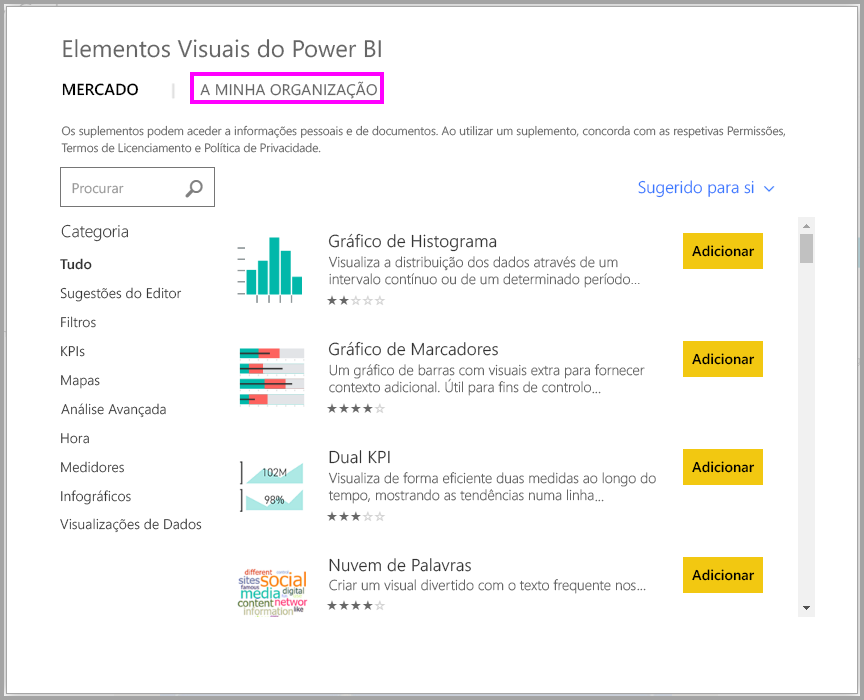 Elementos Visuais do Power BI
MERCADO | A MINHA ORGANIZAÇÃO
Os suplementos podem aceder a informações pessoais e de documentos. Ao utilizar um suplemento, concorda com as respetivas Permissões,
Termos de Licenciamento e Política de Privacidade.
Procurar
Sugerido para si
Categoria
Tudo
Sugestões do Editor
Filtros
KPIs
Mapas
Análise Avançada
Hora
Medidores
Infográficos
Visualizações de Dados
Gráfico de Histograma
Visualiza a distribuição dos dados através de um
intervalo contínuo ou de um determinado período...
Adicionar
Gráfico de Marcadores
Um gráfico de barras com visuais extra para fornecer
contexto adicional. Útil para fins de controlo...
Adicionar
102M
98%
Dual KPI
Visualiza de forma eficiente duas medidas ao longo do
tempo, mostrando as tendências numa linha...
Adicionar
different
sites social
famous
media digital
content networ
information like
Nuvem de Palavras
Criar um visual divertido com o texto frequente nos...
Adicionar